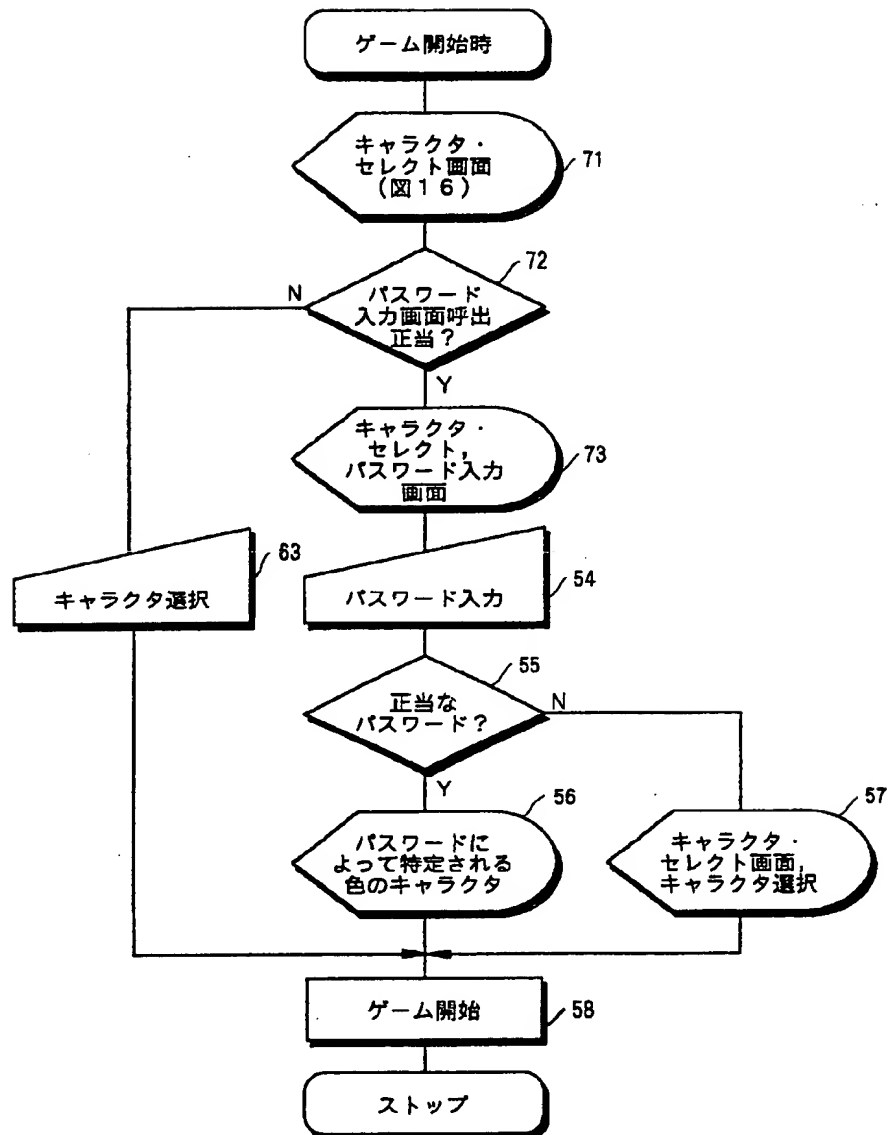 ゲーム開始時
キャラクタ・
セレクト画面
(図１６)
71
72
N
パスワード
入力画面呼出
正当？
Y
キャラクタ・
セレクト，
パスワード入力
画面
73
63
キャラクタ選択
54
パスワード入力
55
正当な
パスワード？
N
Y
56
パスワードに
よって特定される
色のキャラクタ
57
キャラクタ・
セレクト画面，
キャラクタ選択
ゲーム開始
58
ストップ